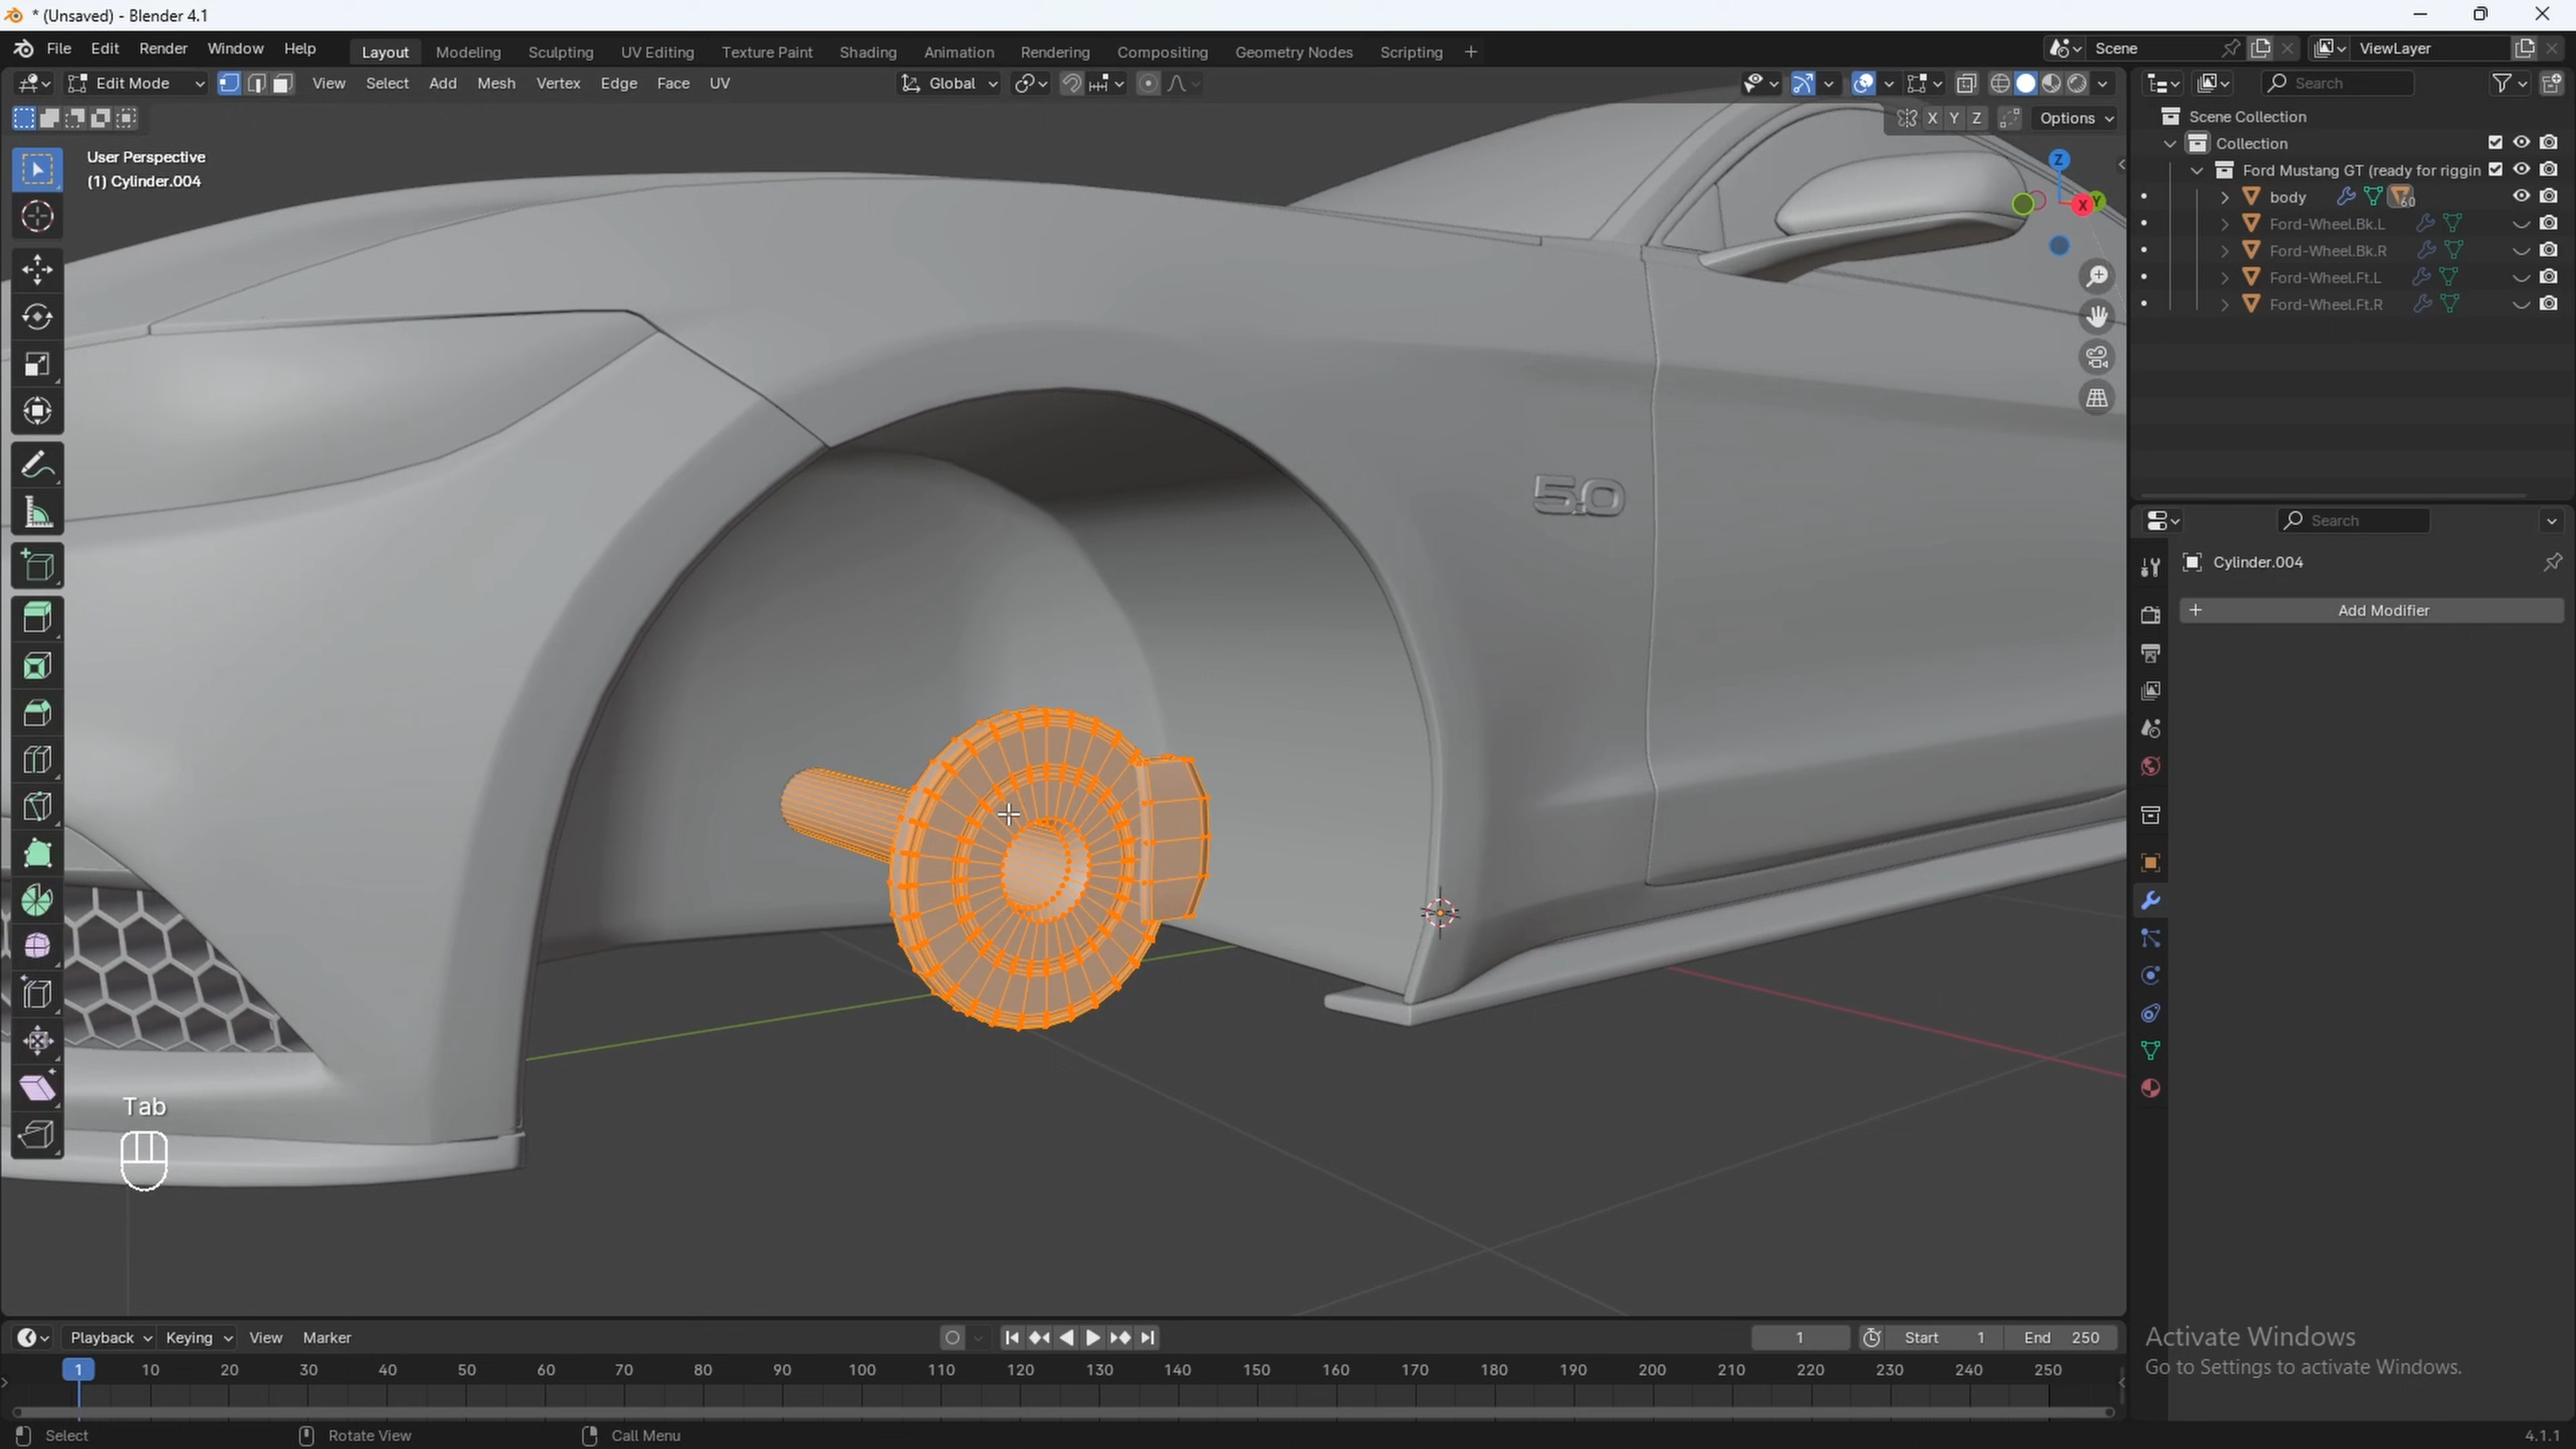 * (Unsaved) - Blender 4.1
File Edit Render Window Help Layout Modeling Sculpting UV Editing Texture Paint Shading Animation Rendering Compositing Geometry Nodes Scripting + Scene ViewLayer
Edit Mode View Select Add Mesh Vertex Edge Face UV Global Search
X Y Z Options
Scene Collection
Collection
Ford Mustang GT (ready for riggin
body 60
Ford-Wheel.Bk.L
Ford-Wheel.Bk.R
Ford-Wheel.Ft.L
Ford-Wheel.Ft.R
User Perspective
(1) Cylinder.004
Z
X Y
5.0
Search
Cylinder.004
+ Add Modifier
Tab
Playback Keying View Marker 1 Start 1 End 250
1 10 20 30 40 50 60 70 80 90 100 110 120 130 140 150 160 170 180 190 200 210 220 230 240 250
Activate Windows
Go to Settings to activate Windows.
Select Rotate View Call Menu 4.1.1